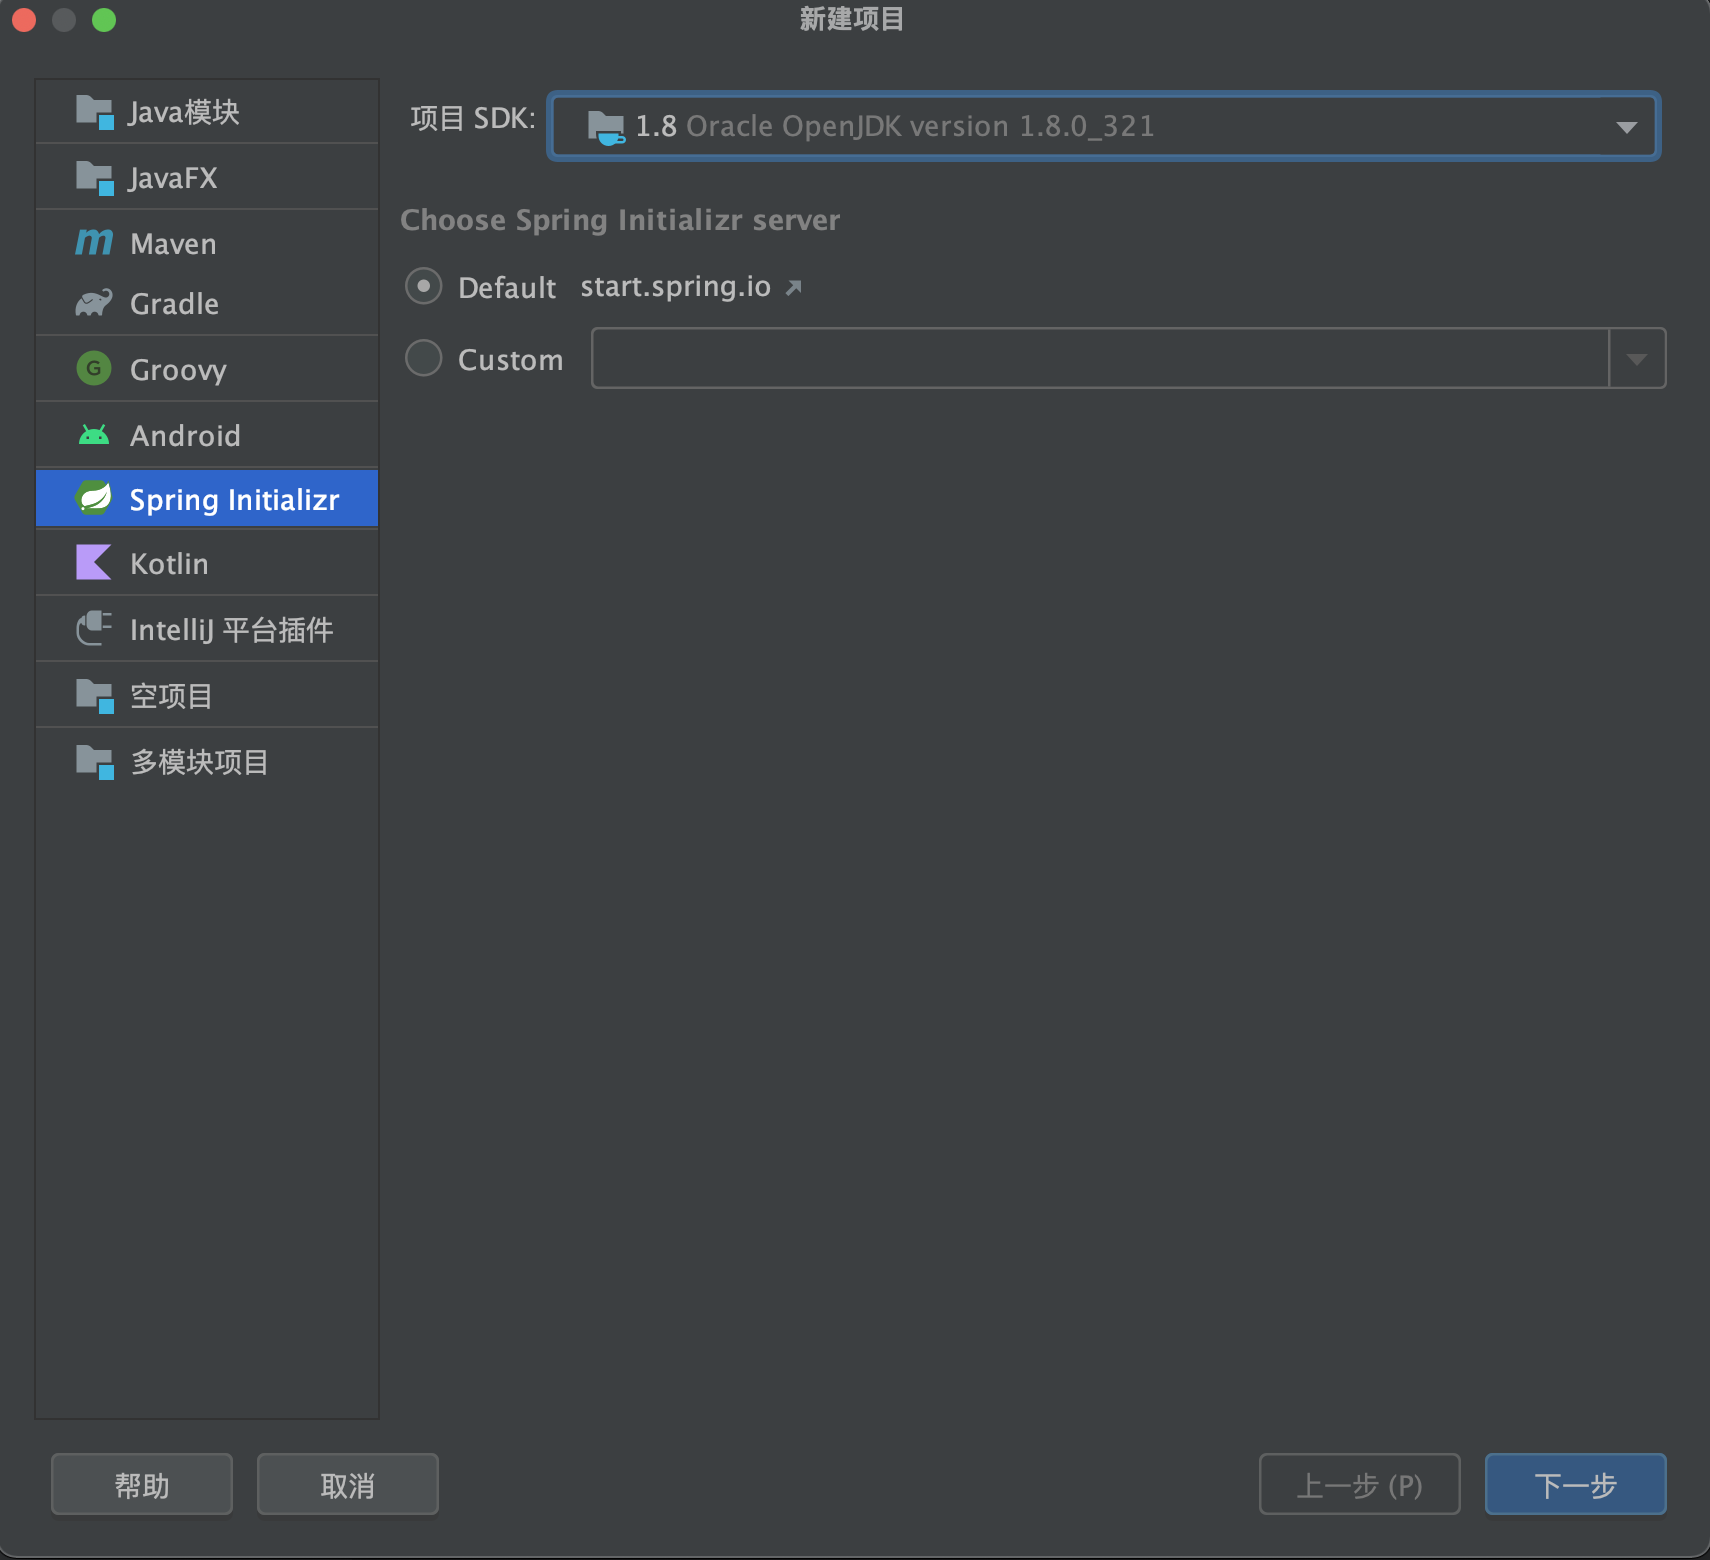 新建项目
Java模块
JavaFX
Maven
Gradle
G Groovy
Android
Spring Initializr
Kotlin
IntelliJ 平台插件
空项目
多模块项目
项目 SDK: 1.8 Oracle OpenJDK version 1.8.0_321
Choose Spring Initializr server
Default start.spring.io
Custom
帮助 取消 上一步 (P) 下一步